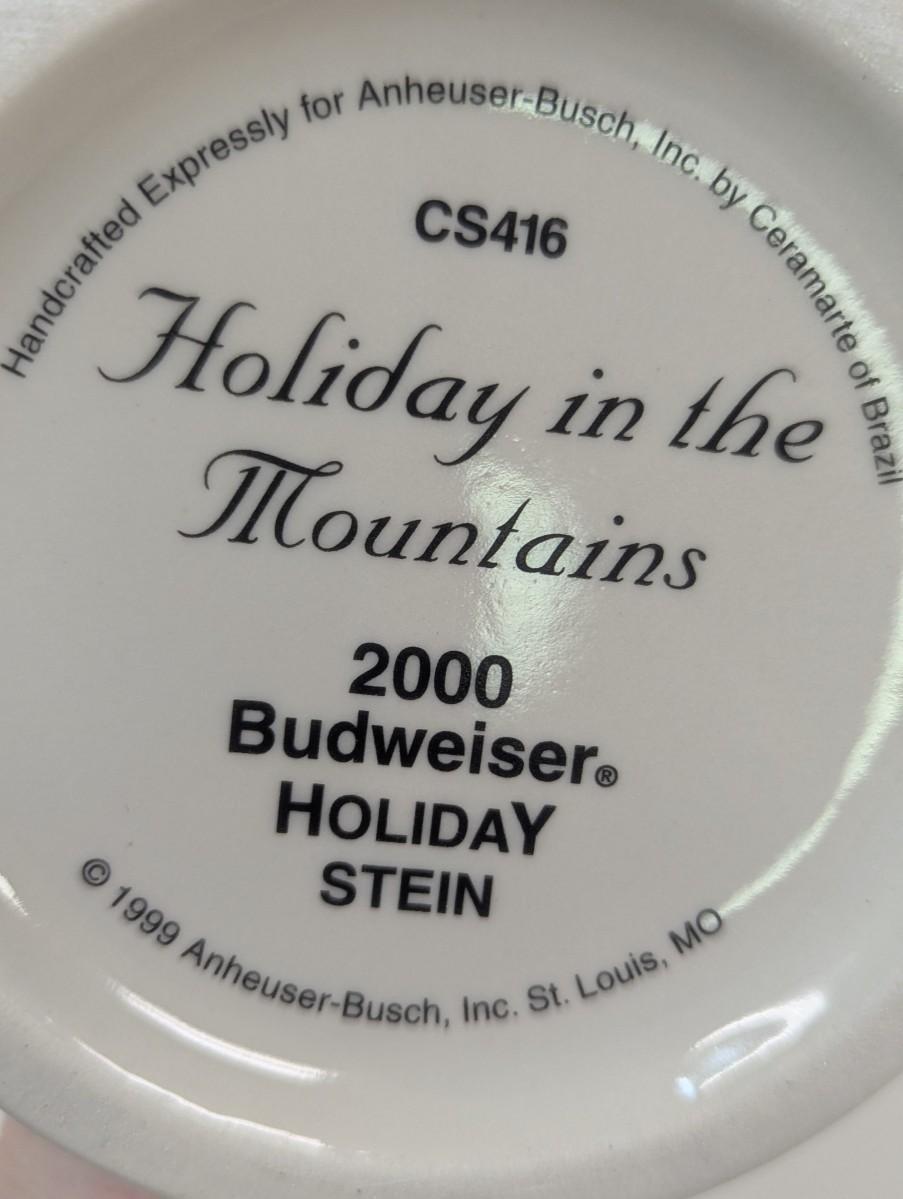 Handcrafted Expressly for Anheuser-Busch, Inc. by Ceramarte of Brazil
CS416
Holiday in the
Mountains
2000
Budweiser®
HOLIDAY
STEIN
© 1999 Anheuser-Busch, Inc. St. Louis, MO